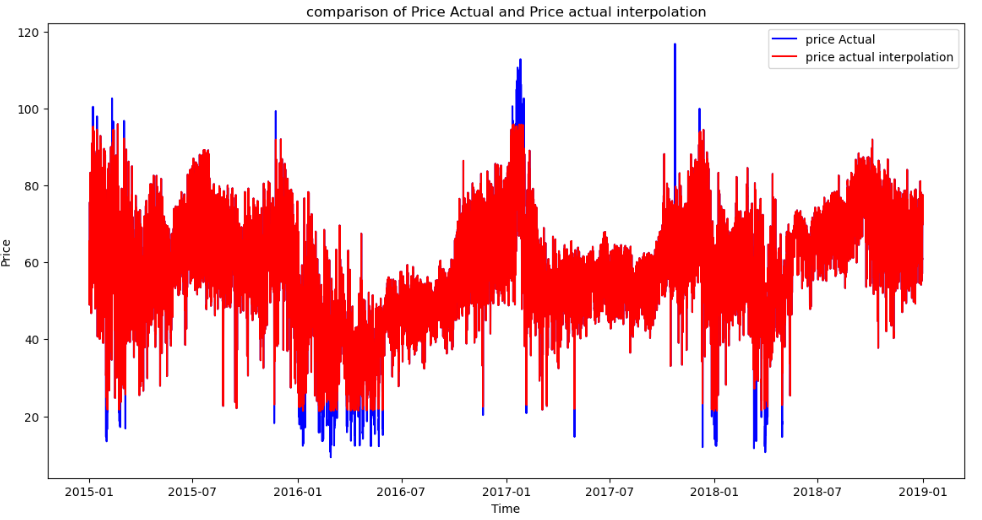 comparison of Price Actual and Price actual interpolation
price Actual
price actual interpolation
120
100
80
60
40
20
Price
2015-01 2015-07 2016-01 2016-07 2017-01 2017-07 2018-01 2018-07 2019-01
Time